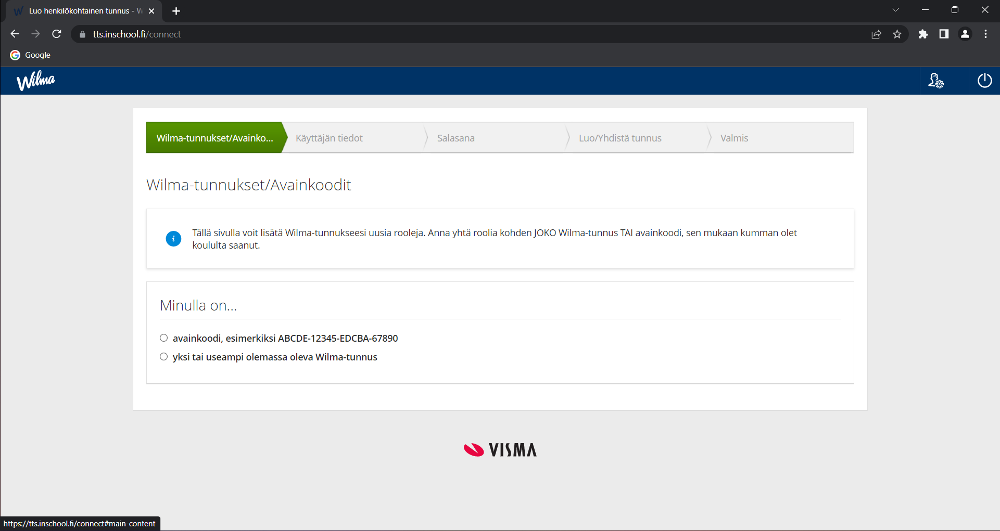 Luo henkilökohtainen tunnus - W
tts.inschool.fi/connect
Google
Wilma
Wilma-tunnukset/Avainko...
Käyttäjän tiedot
Salasana
Luo/Yhdistä tunnus
Valmis
Wilma-tunnukset/Avainkoodit
Tällä sivulla voit lisätä Wilma-tunnukseesi uusia rooleja. Anna yhtä roolia kohden JOKO Wilma-tunnus TAI avainkoodi, sen mukaan kumman olet
koululta saanut.
Minulla on...
avainkoodi, esimerkiksi ABCDE-12345-EDCBA-67890
yksi tai useampi olemassa oleva Wilma-tunnus
VISMA
https://tts.inschool.fi/connect#main-content